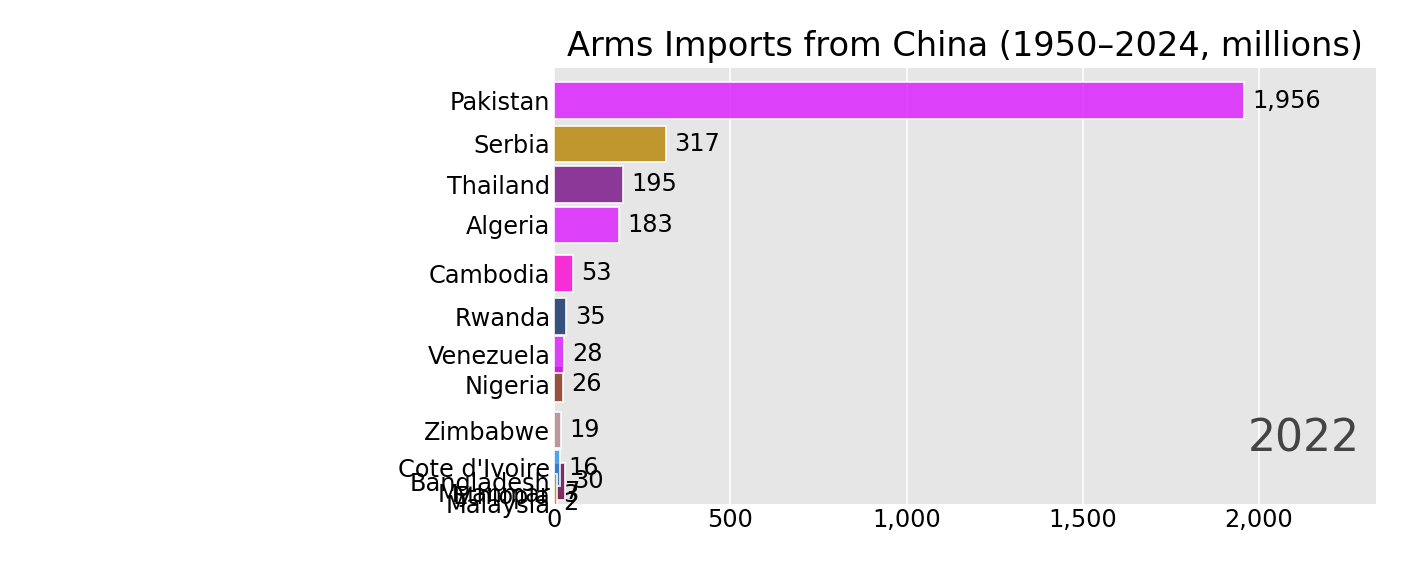 Arms Imports from China (1950–2024, millions)
Pakistan 1,956
Serbia 317
Thailand 195
Algeria 183
Cambodia 53
Rwanda 35
Venezuela 28
Nigeria 26
Zimbabwe 19
2022
Cote d'Ivoire 16
Bangladesh 30
Malaysia 2
0 500 1,000 1,500 2,000